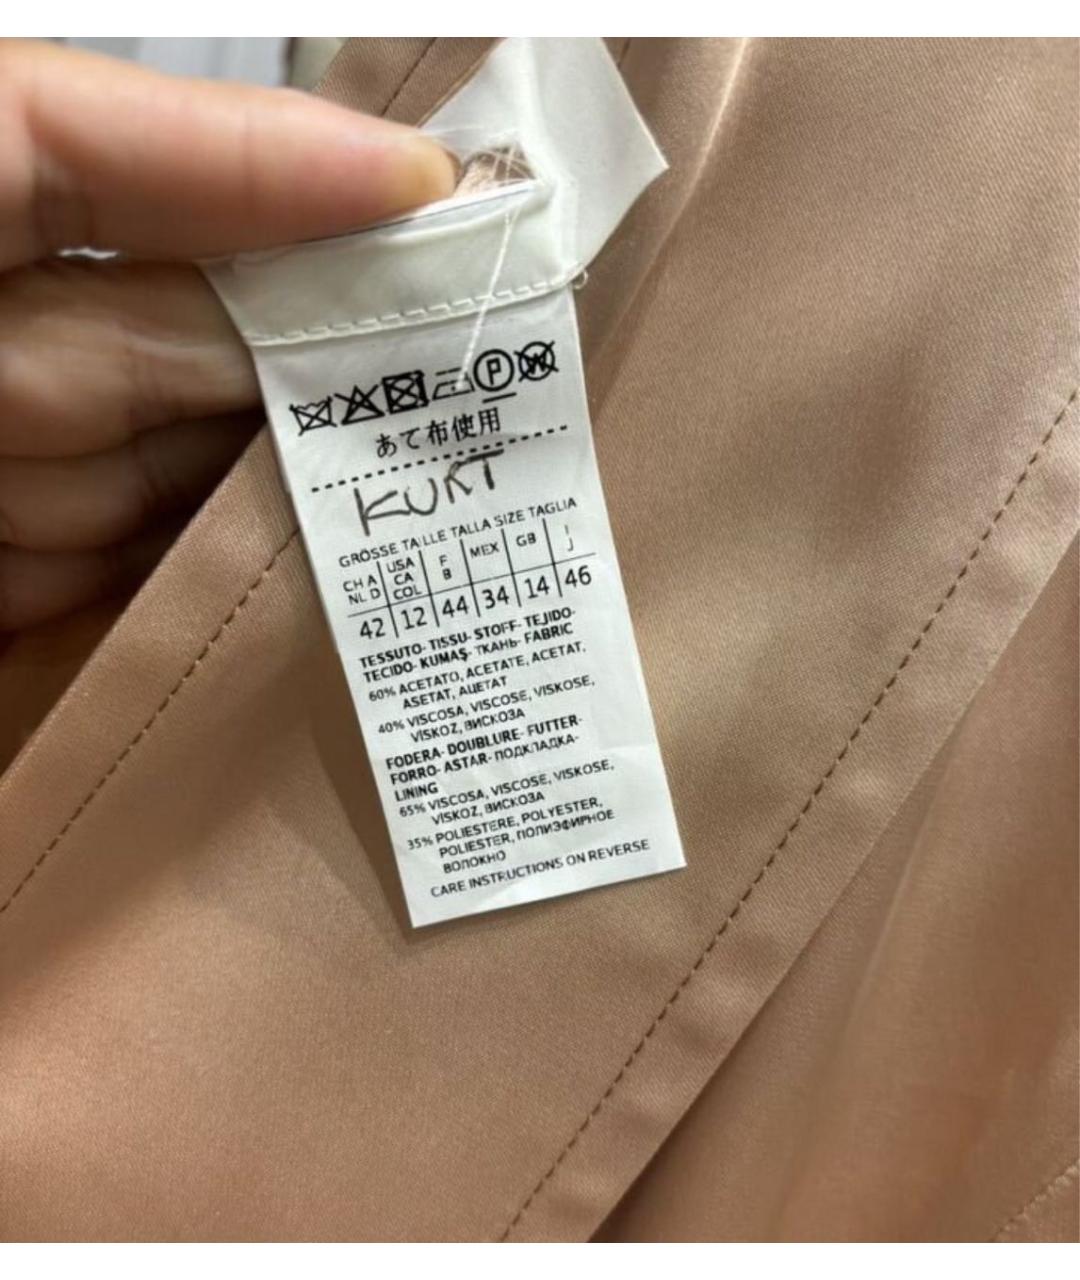 P W
あて布使用
KURT
GRÖSSE TAILLE TALLA SIZE TAGLIA
CH A NL D | USA CA COL | F B | MEX | GB | I J
42 | 12 | 44 | 34 | 14 | 46
TESSUTO- TISSU- STOFF- TEJIDO-
TECIDO- KUMAŞ- ТКАНЬ- FABRIC
60% ACETATO, ACETATE, ACETAT,
ASETAT, АЦЕТАТ
40% VISCOSA, VISCOSE, VISKOSE,
VISKOZ, ВИСКОЗА
FODERA- DOUBLURE- FUTTER-
FORRO- ASTAR- ПОДКЛАДКА-
LINING
65% VISCOSA, VISCOSE, VISKOSE,
VISKOZ, ВИСКОЗА
35% POLIESTERE, POLYESTER,
POLIESTER, ПОЛИЭФИРНОЕ
ВОЛОКНО
CARE INSTRUCTIONS ON REVERSE